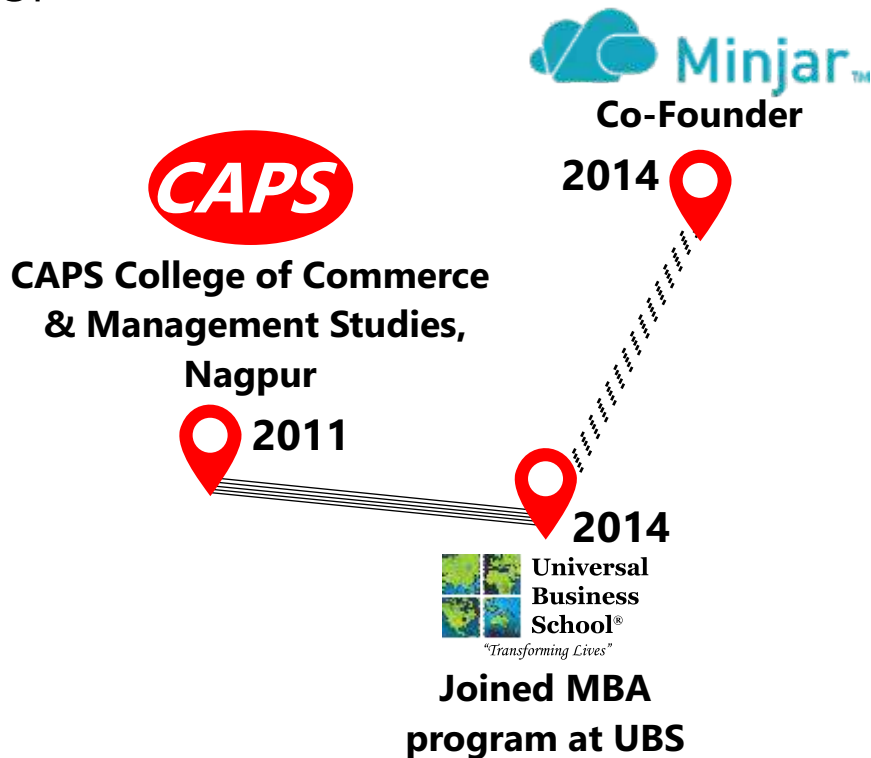 Minjar™
Co-Founder
2014
CAPS
CAPS College of Commerce
& Management Studies,
Nagpur
2011
2014
Universal
Business
School®
“Transforming Lives”
Joined MBA
program at UBS